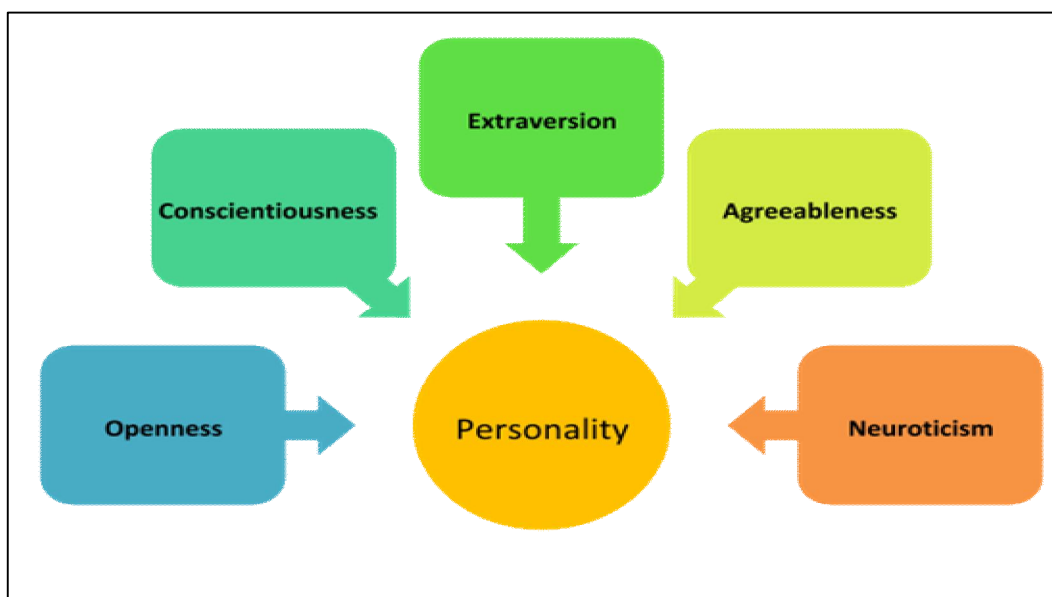 Extraversion
Conscientiousness
Agreeableness
Openness
Personality
Neuroticism